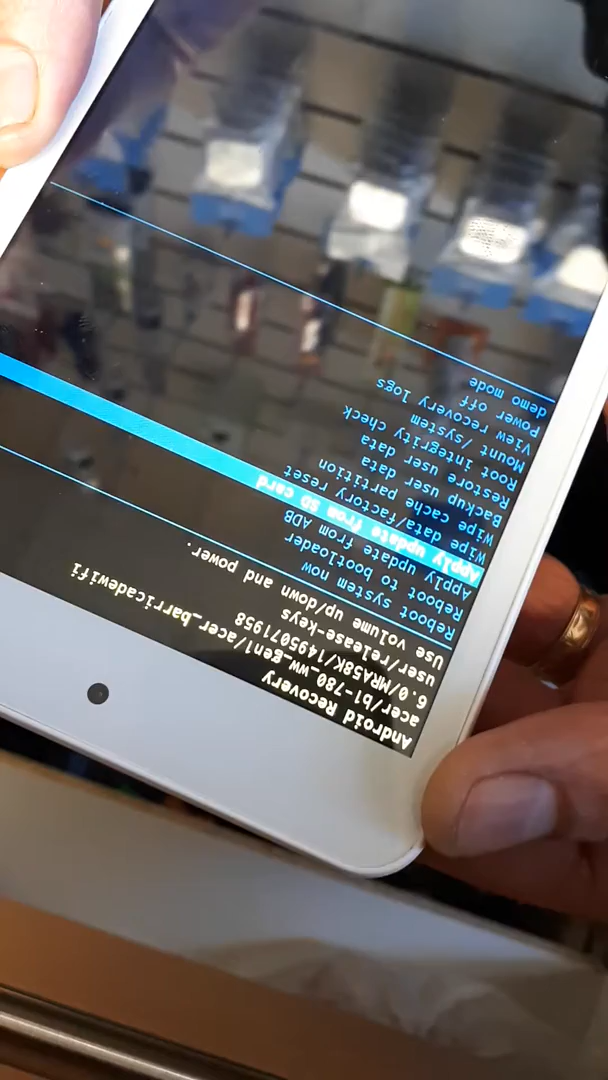 Android Recovery
acer/b1-780_ww_gen1/acer_barricadewifi
6.0/MRA58K/1495071958
user/release-keys
Use volume up/down and power.
Reboot system now
Reboot to bootloader
Apply update from ADB
Apply update from SD card
Wipe data/factory reset
Wipe cache partition
Backup user data
Restore user data
Root integrity check
Mount /system
View recovery logs
Power off
demo mode